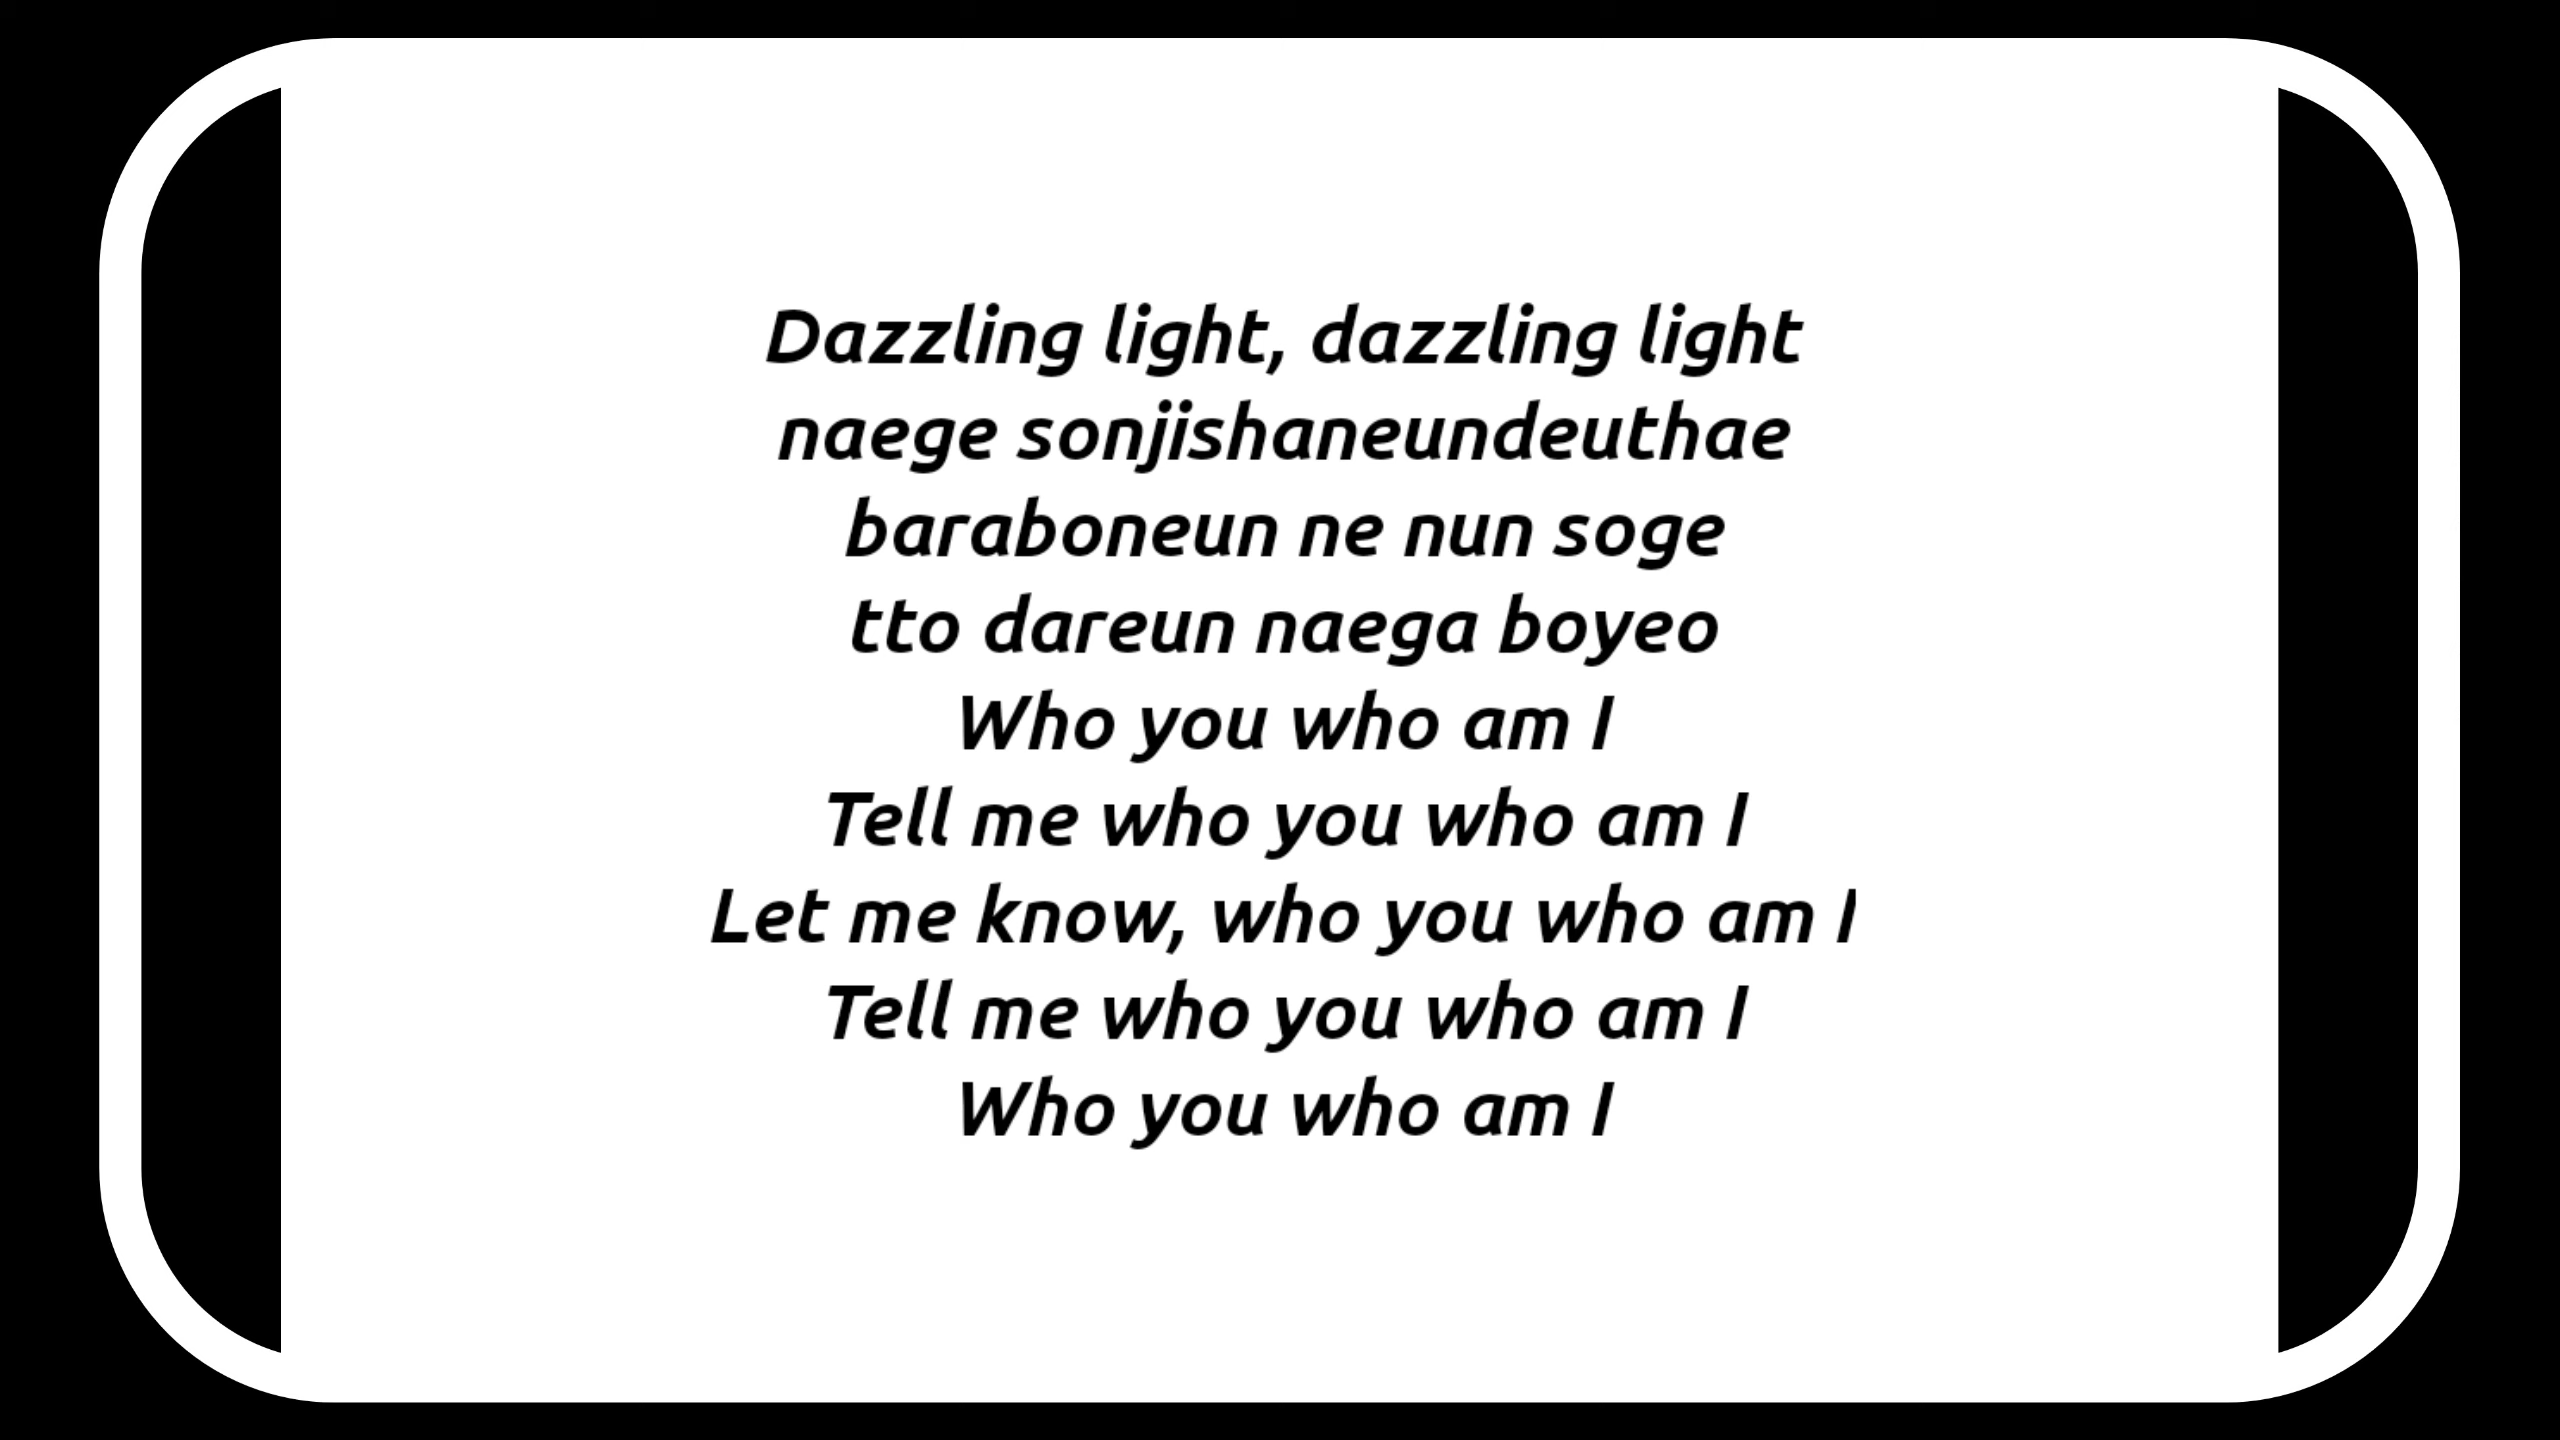 Dazzling light, dazzling light
naege sonjishaneundeuthae
baraboneun ne nun soge
tto dareun naega boyeo
Who you who am I
Tell me who you who am I
Let me know, who you who am I
Tell me who you who am I
Who you who am I